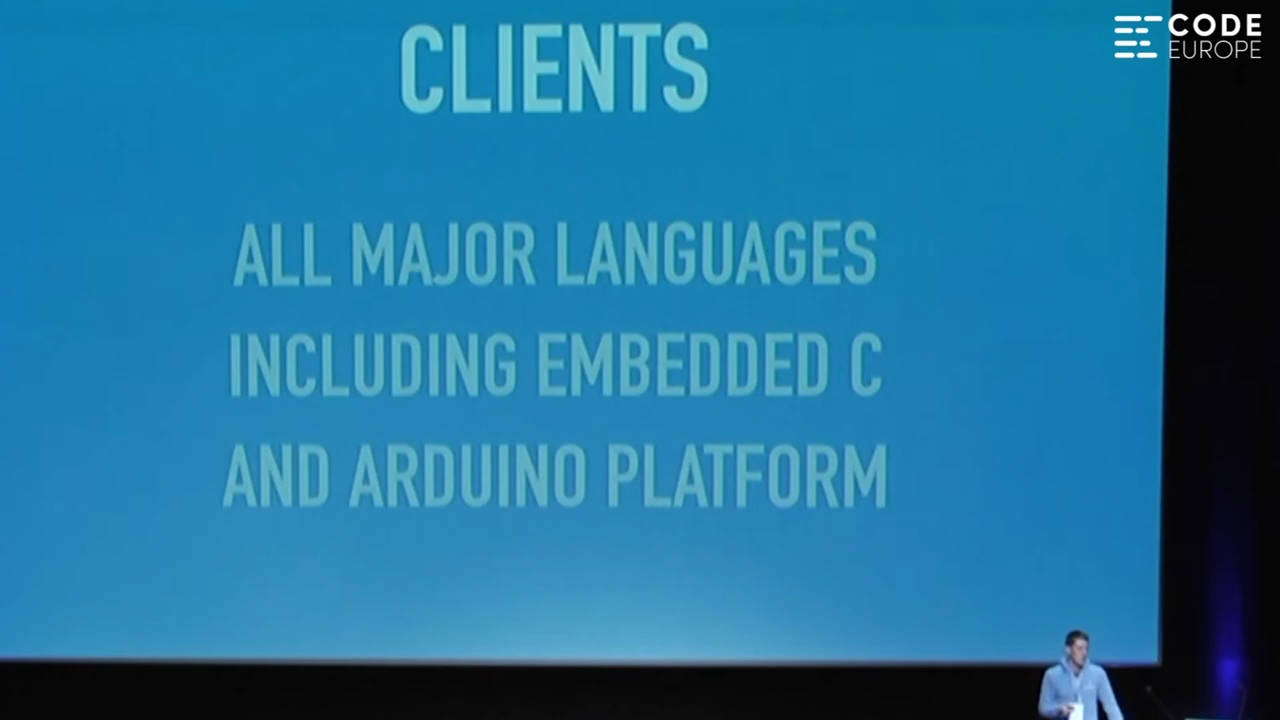 CODE
EUROPE
CLIENTS
ALL MAJOR LANGUAGES
INCLUDING EMBEDDED C
AND ARDUINO PLATFORM